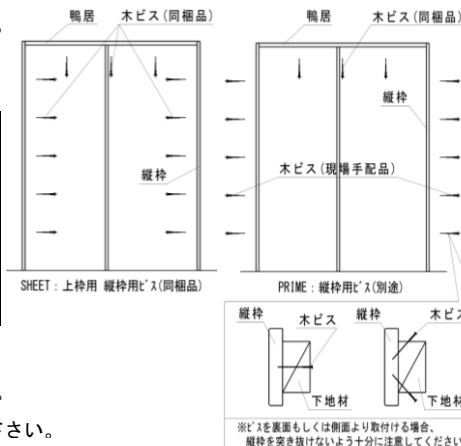 鴨居
木ビス(同梱品)
縦枠
SHEET：上枠用 縦枠用ビス(同梱品)
鴨居
木ビス(同梱品)
縦枠
木ビス(現場手配品)
PRIME：縦枠用ビス(別途)
縦枠
木ビス
下地材
縦枠
木ビス
下地材
※ビスを裏面もしくは側面より取付ける場合、
縦枠を突き抜けないよう十分に注意してください
。
ださい。